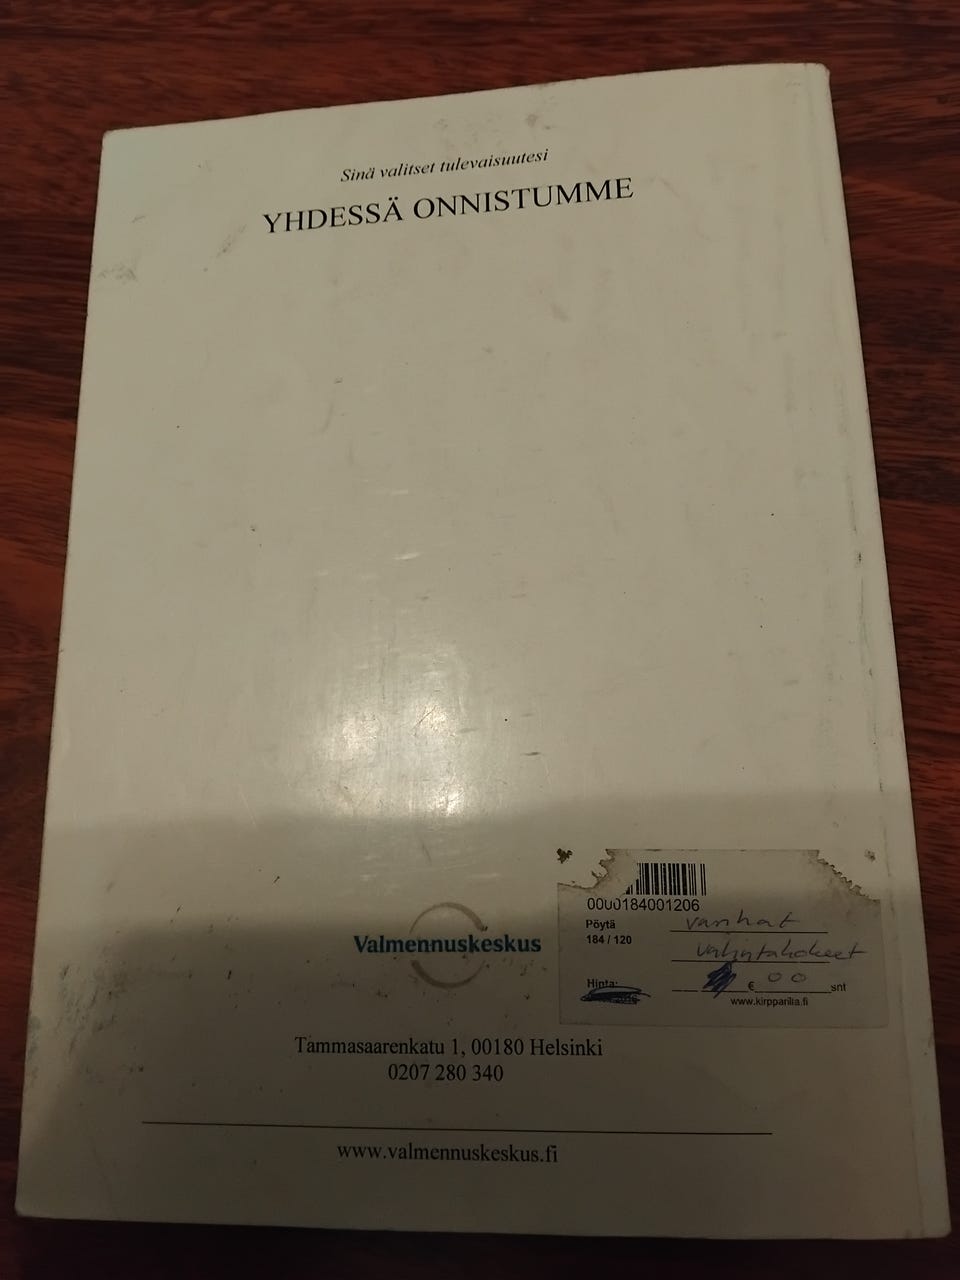 Sinä valitset tulevaisuutesi
YHDESSÄ ONNISTUMME
0000184001206
Pöytä
184 / 120
vanhat
Hinta:
€ 00 snt
www.kirpparilia.fi
Valmennuskeskus
Tammasaarenkatu 1, 00180 Helsinki
0207 280 340
www.valmennuskeskus.fi